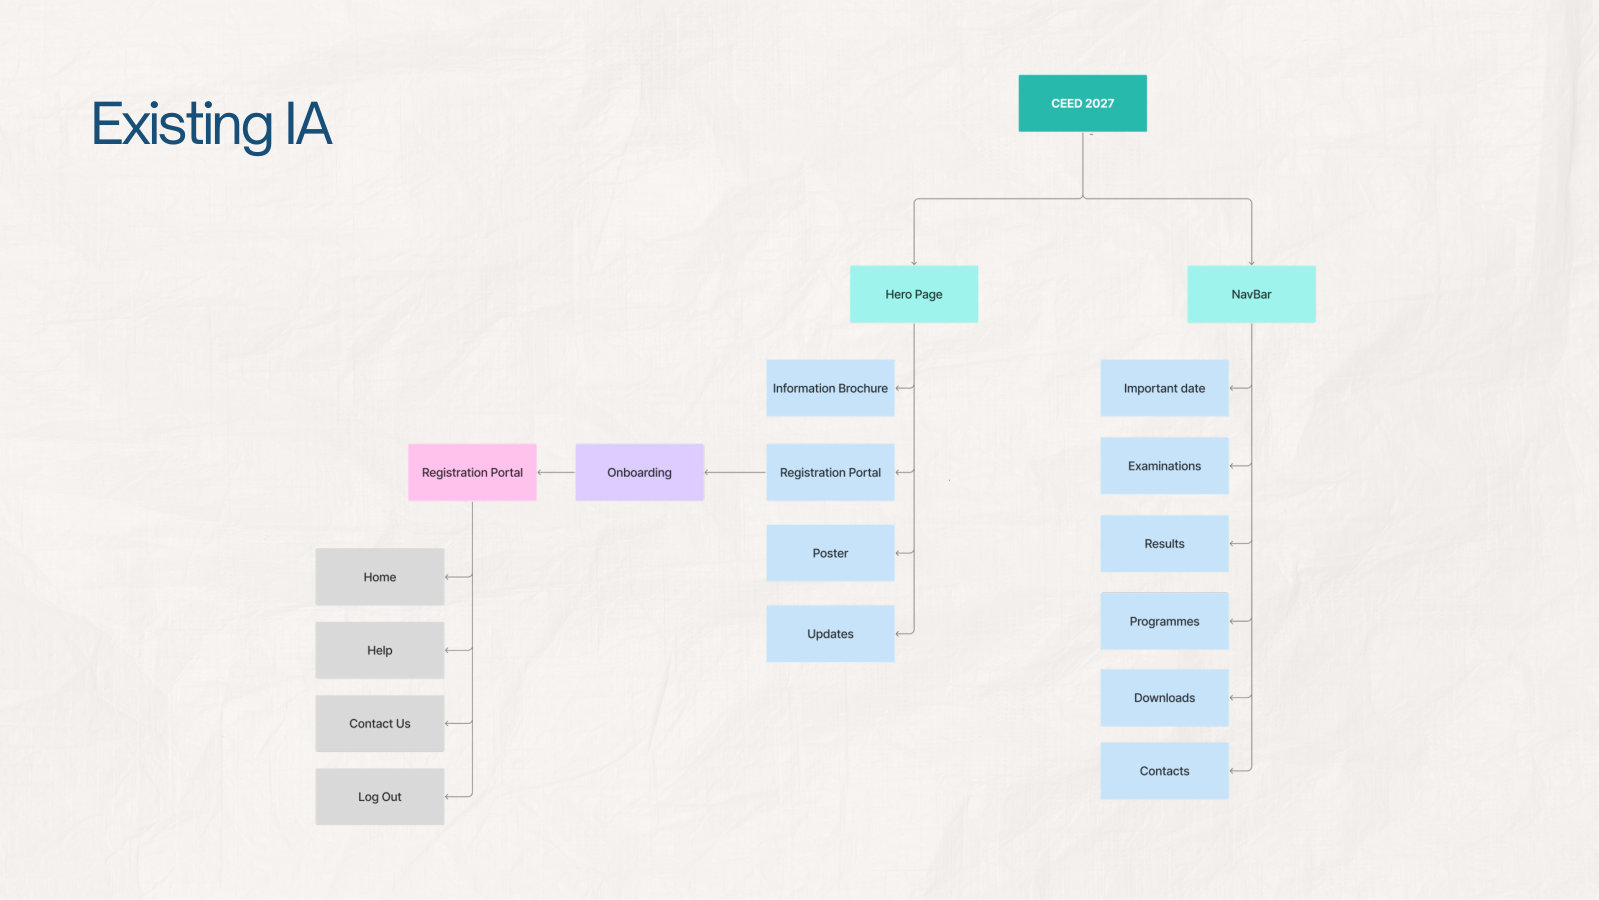 Existing IA
CEED 2027
Hero Page
NavBar
Information Brochure
Important date
Registration Portal
Onboarding
Registration Portal
Examinations
Poster
Results
Home
Updates
Programmes
Help
Downloads
Contact Us
Contacts
Log Out